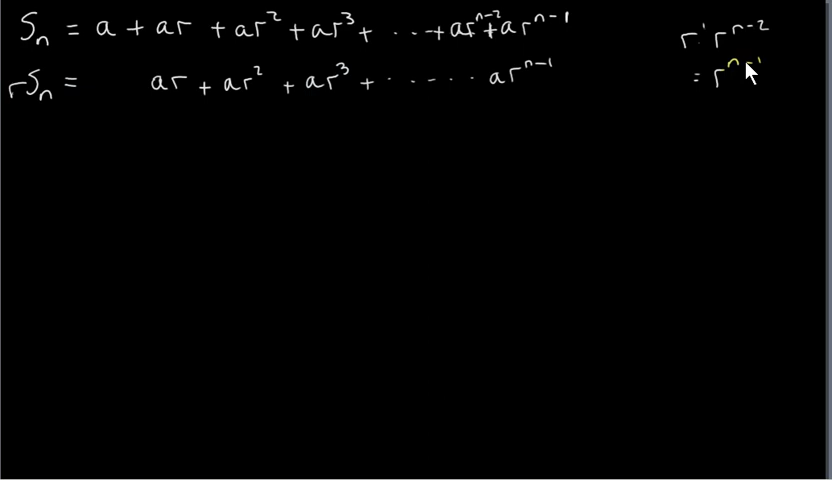 Sₙ = a + ar + ar² + ar³ + ... + arⁿ⁻² + arⁿ⁻¹
rSₙ = ar + ar² + ar³ + ...... arⁿ⁻¹
r¹ rⁿ⁻²
= rⁿ⁻¹